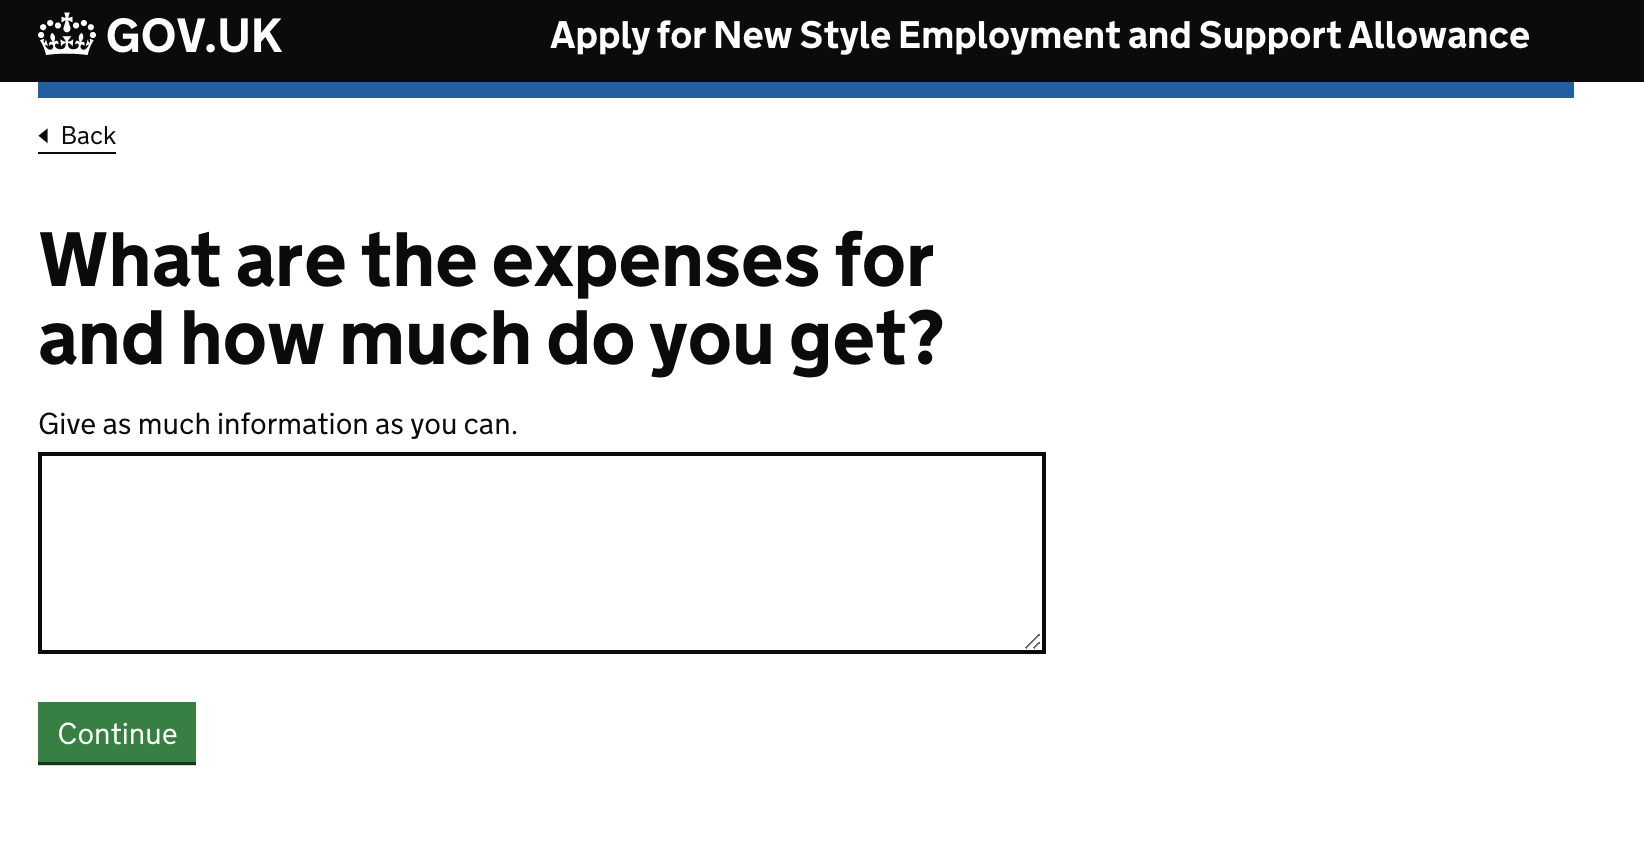 GOV.UK
Apply for New Style Employment and Support Allowance
Back
What are the expenses for
and how much do you get?
Give as much information as you can.
Continue